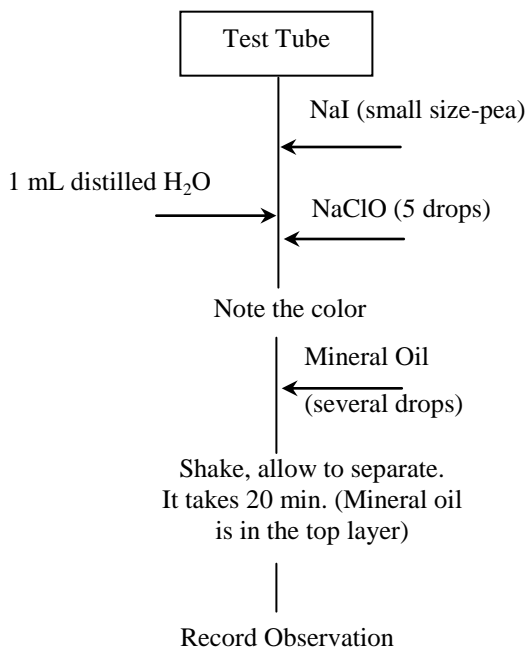 Test Tube
NaI (small size-pea)
1 mL distilled H₂O
NaClO (5 drops)
Note the color
Mineral Oil
(several drops)
Shake, allow to separate.
It takes 20 min. (Mineral oil
is in the top layer)
Record Observation